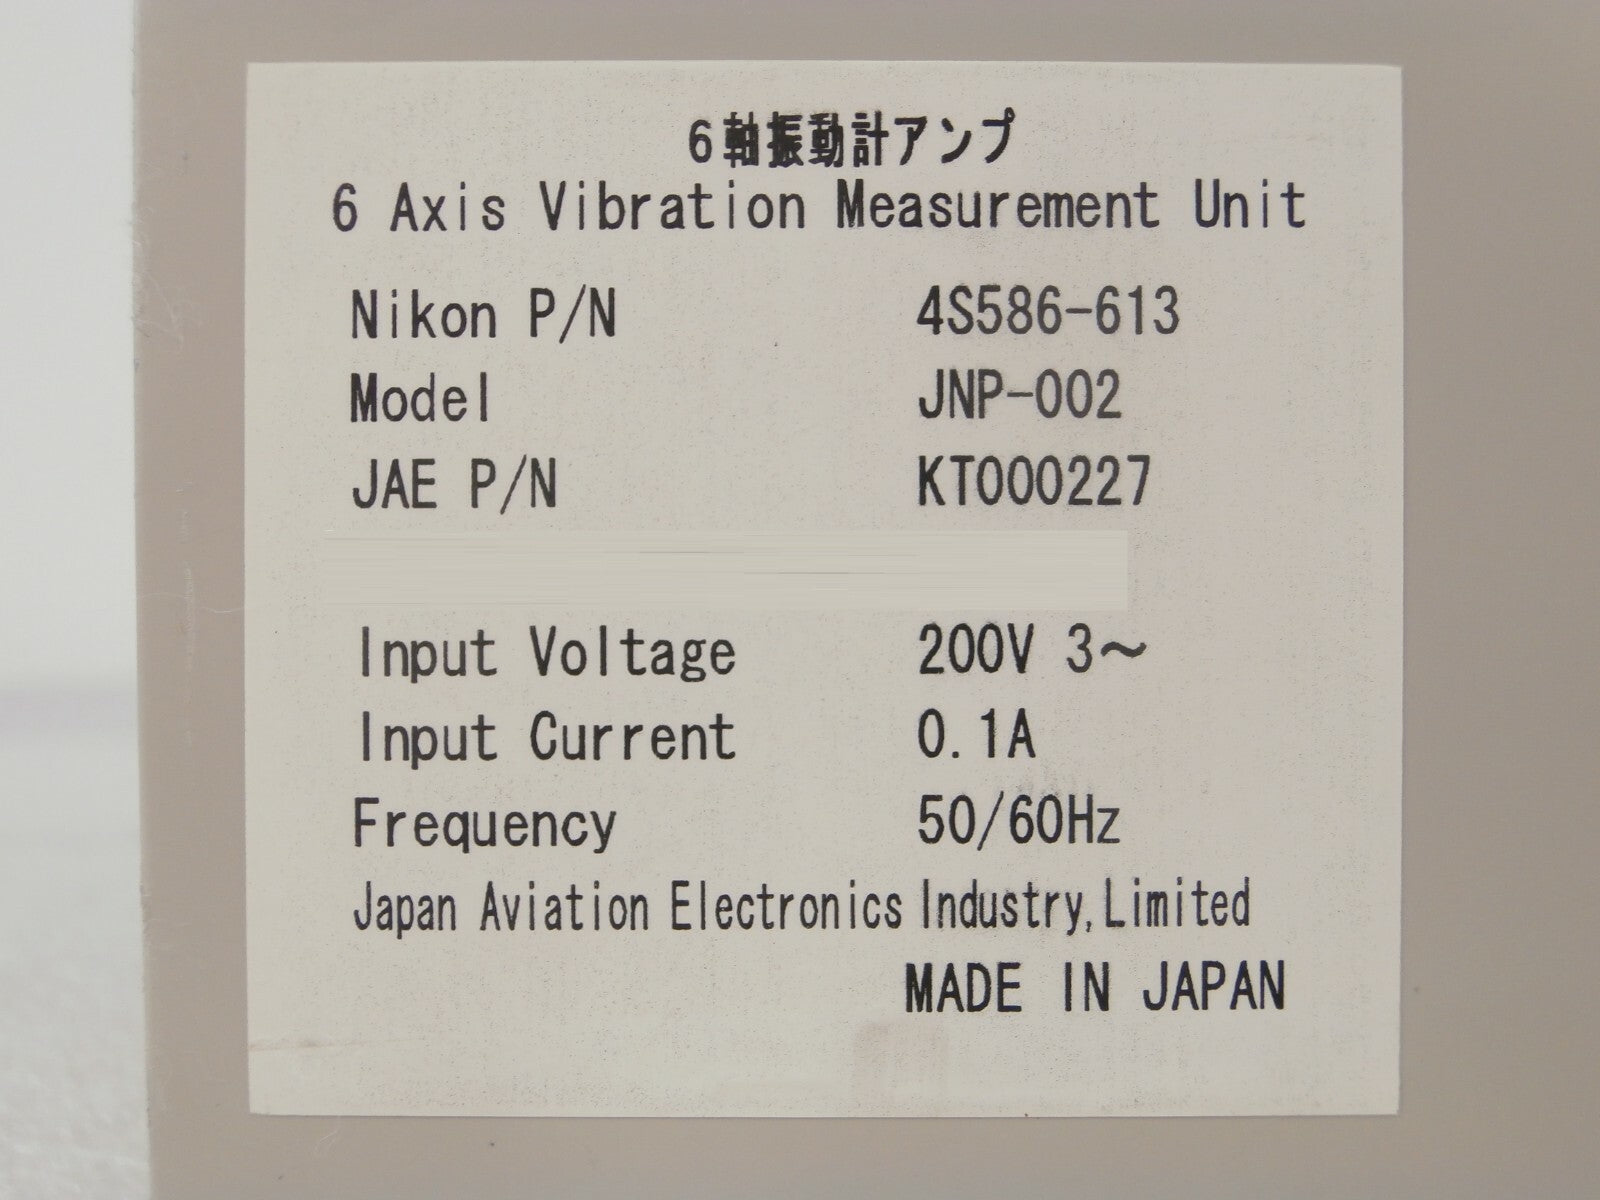 6軸振動計アンプ
6 Axis Vibration Measurement Unit
Nikon P/N 4S586-613
Model JNP-002
JAE P/N KT000227
Input Voltage 200V 3～
Input Current 0.1A
Frequency 50/60Hz
Japan Aviation Electronics Industry,Limited
MADE IN JAPAN